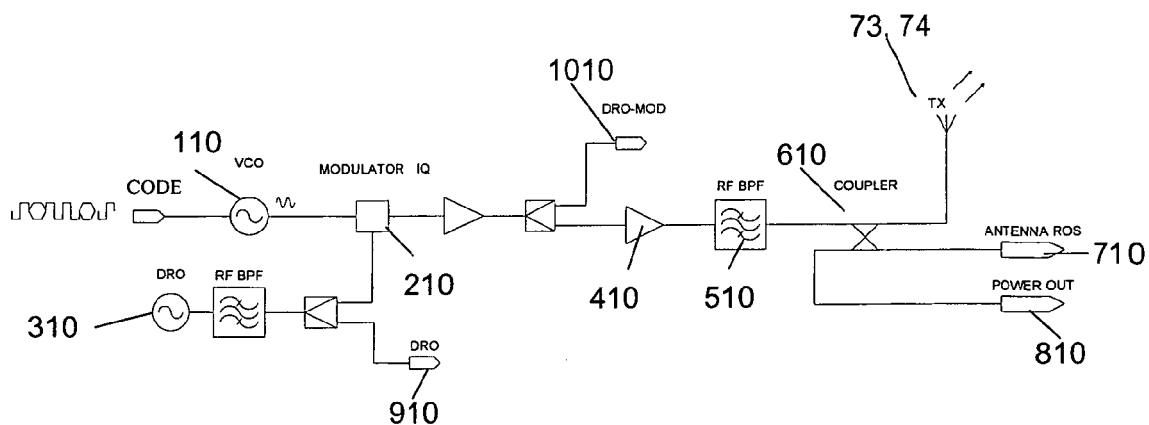 73, 74
1010
TX
DRO-MOD
110
610
VCO
MODULATOR IQ
RF BPF
COUPLER
CODE
ANTENNA ROS
710
DRO
RF BPF
210
410
510
POWER OUT
310
810
DRO
910